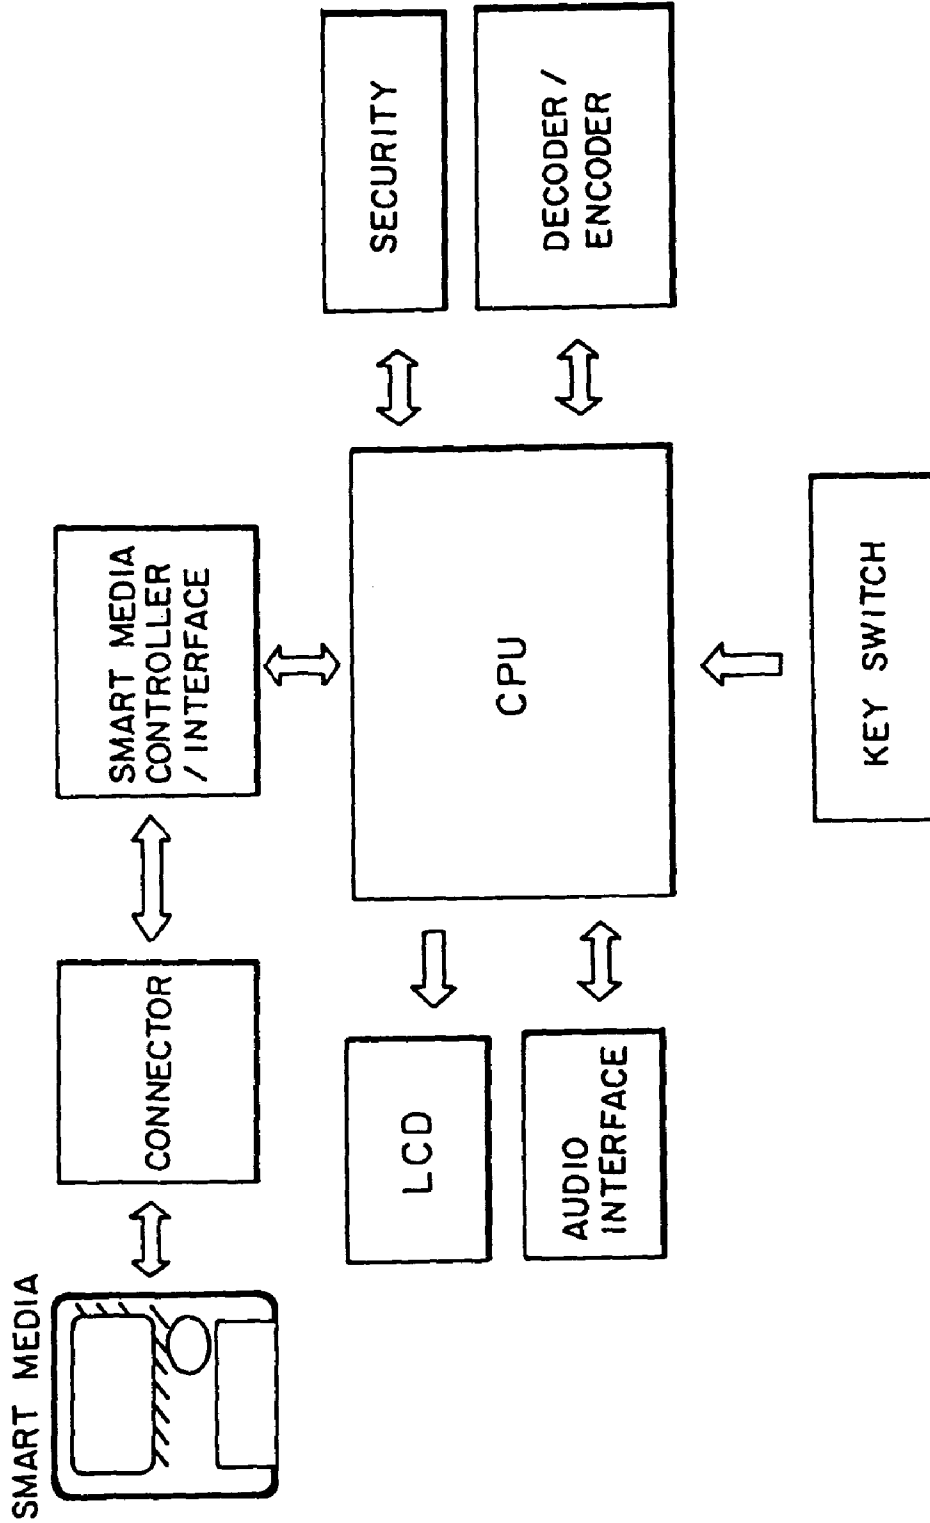 SMART MEDIA
CONNECTOR
SMART MEDIA
CONTROLLER
/ INTERFACE
LCD
AUDIO
INTERFACE
CPU
SECURITY
DECODER /
ENCODER
KEY SWITCH